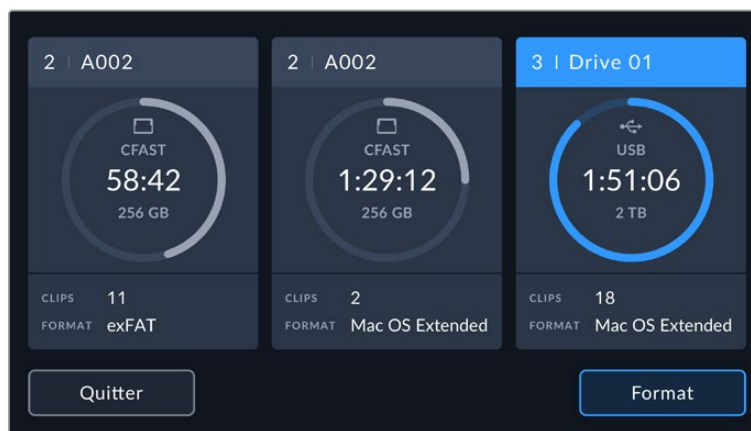 2 | A002
CFAST
58:42
256 GB
CLIPS 11
FORMAT exFAT
2 | A002
CFAST
1:29:12
256 GB
CLIPS 2
FORMAT Mac OS Extended
3 | Drive 01
USB
1:51:06
2 TB
CLIPS 18
FORMAT Mac OS Extended
Quitter
Format